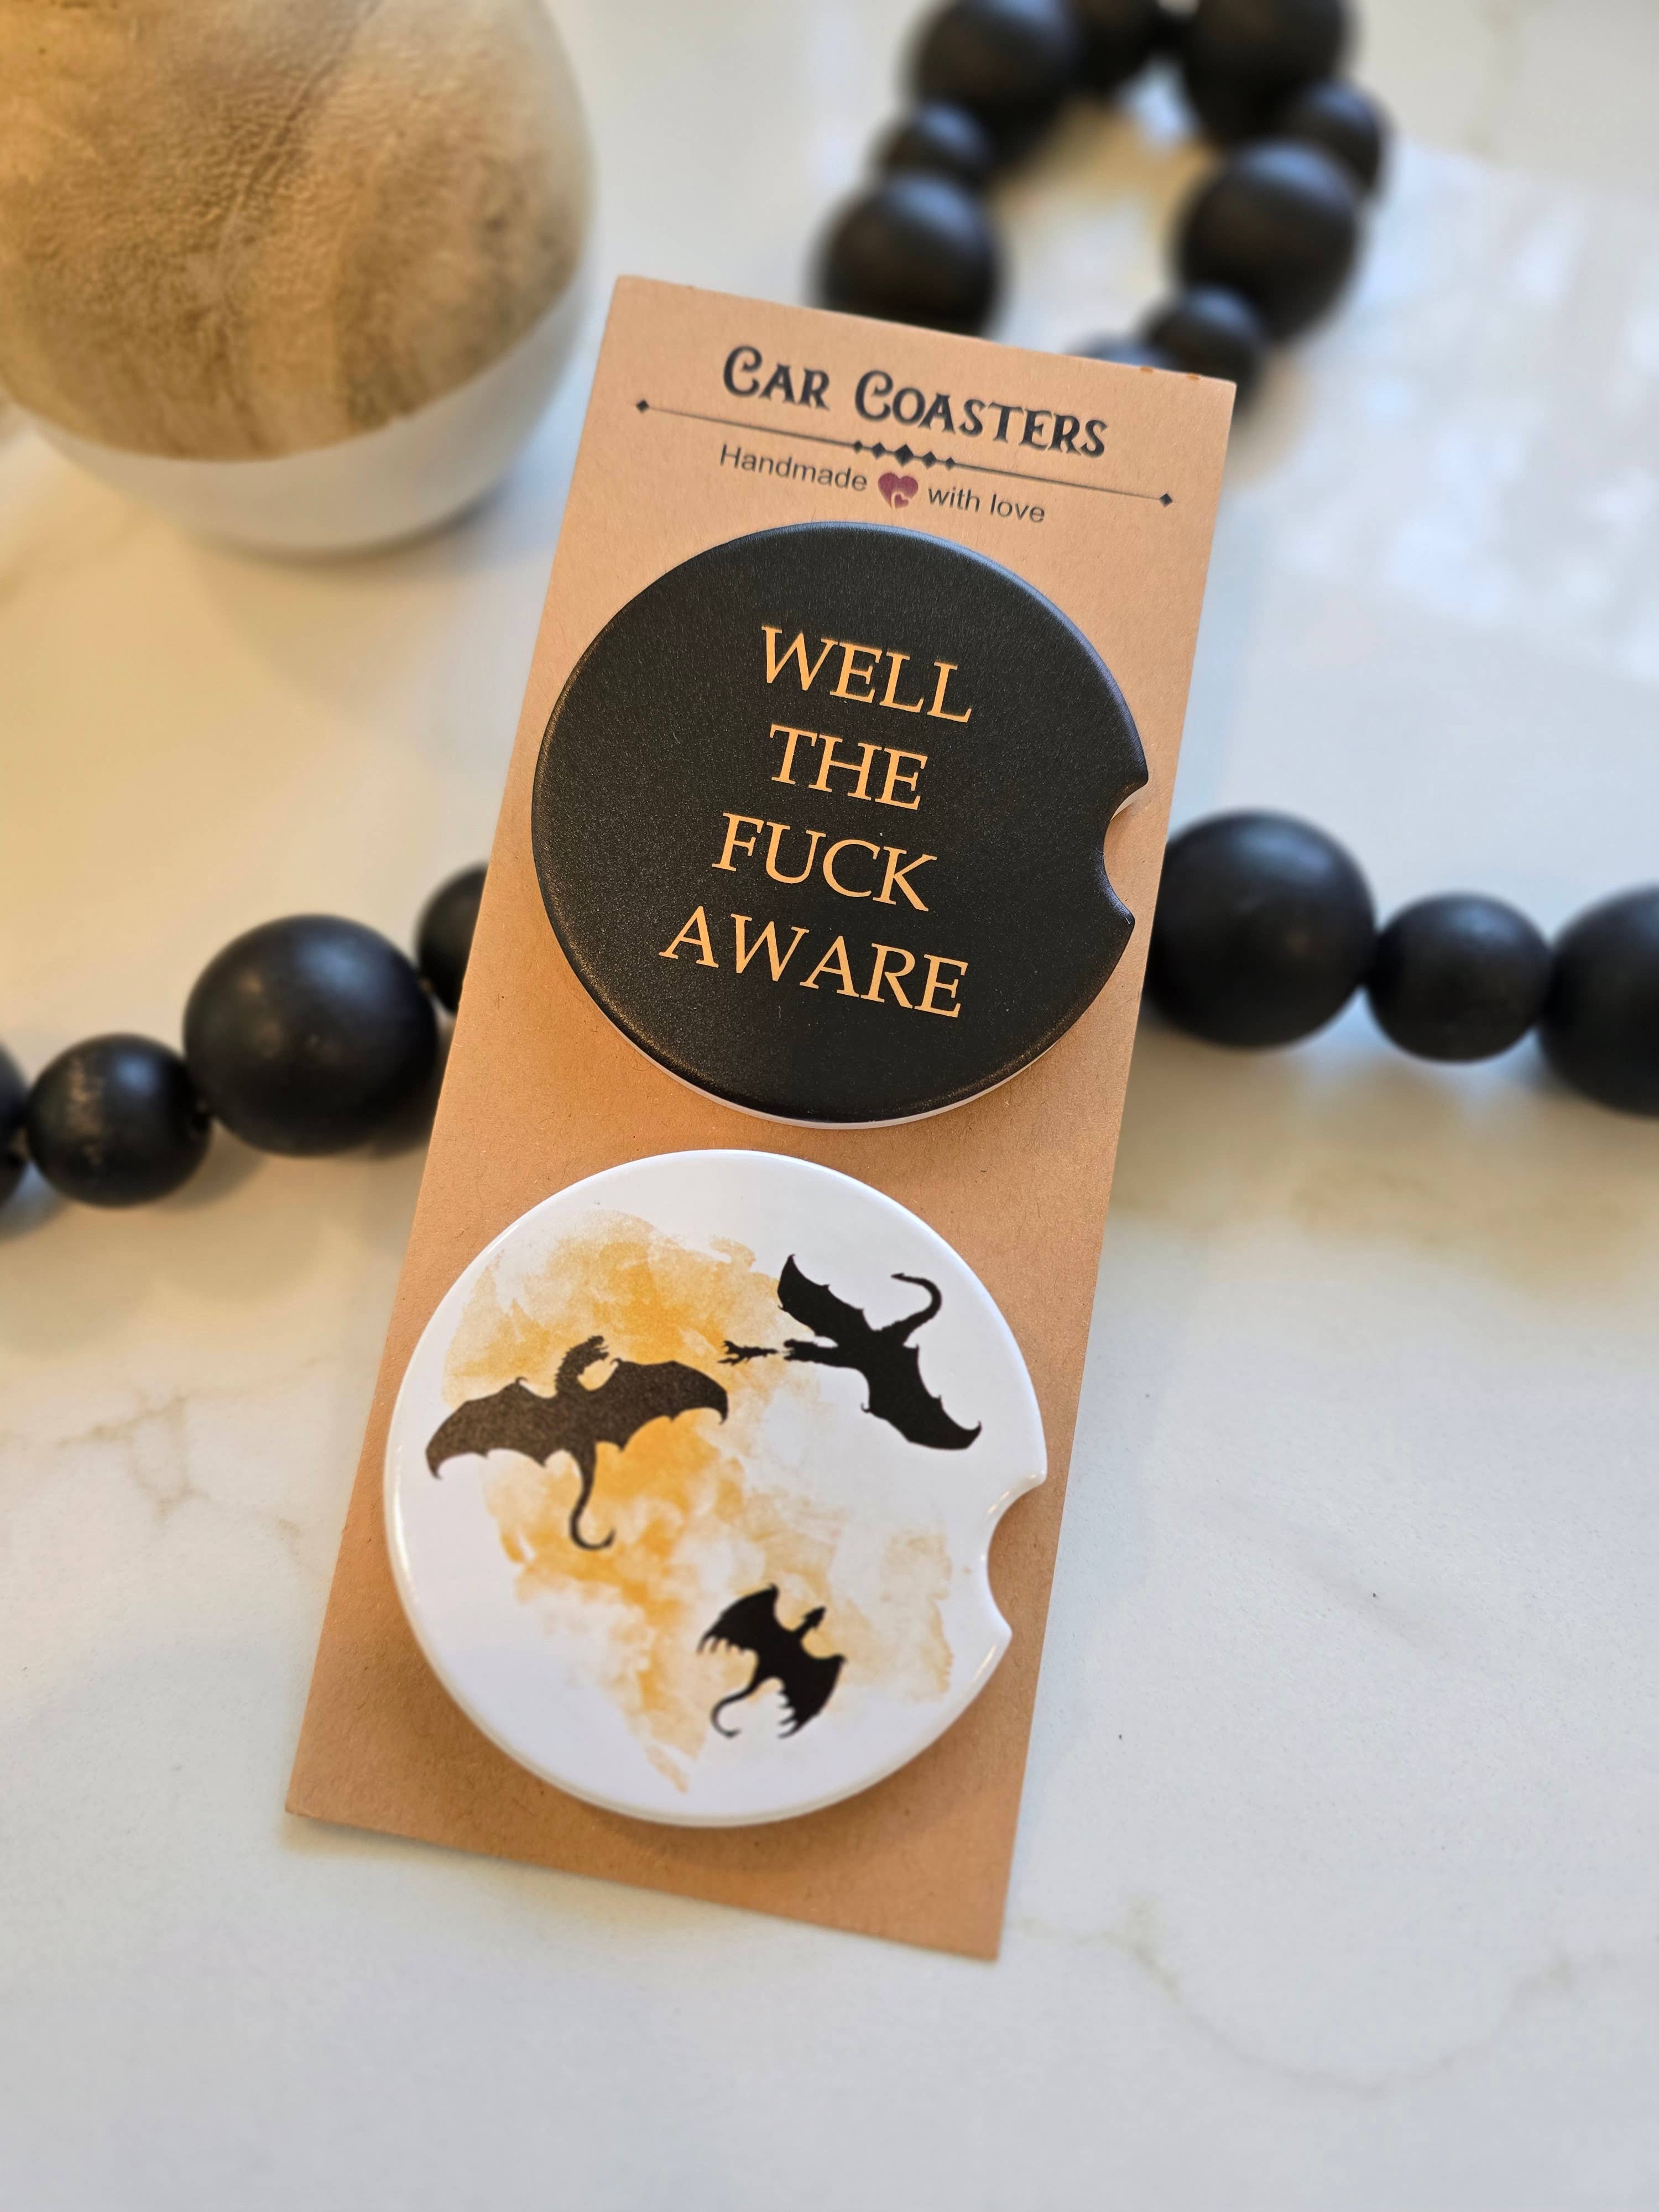 CAR COASTERS
Handmade with love
WELL
THE
FUCK
AWARE